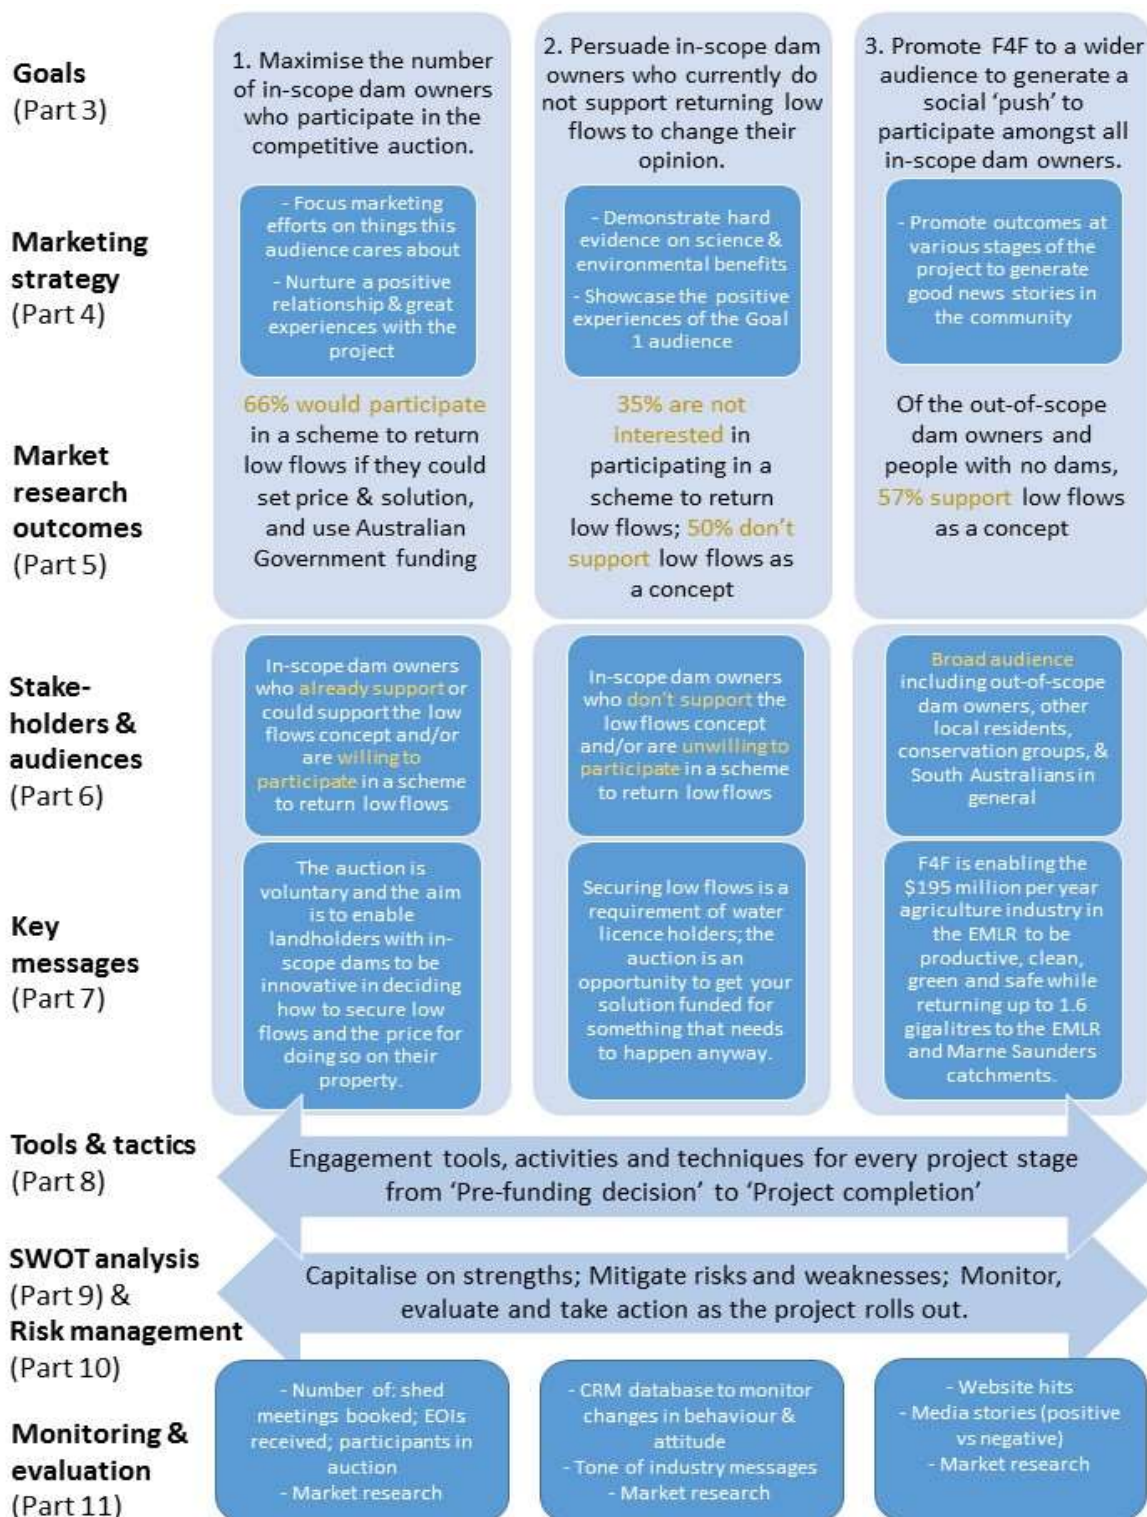 Goals
(Part 3)
1. Maximise the number
of in-scope dam owners
who participate in the
competitive auction.
2. Persuade in-scope dam
owners who currently do
not support returning low
flows to change their
opinion.
3. Promote F4F to a wider
audience to generate a
social ‘push’ to
participate amongst all
in-scope dam owners.
Marketing
strategy
(Part 4)
- Focus marketing
efforts on things this
audience cares about
- Nurture a positive
relationship & great
experiences with the
project
- Demonstrate hard
evidence on science &
environmental benefits
- Showcase the positive
experiences of the Goal
1 audience
- Promote outcomes at
various stages of the
project to generate
good news stories in
the community
Market
research
outcomes
(Part 5)
66% would participate
in a scheme to return
low flows if they could
set price & solution,
and use Australian
Government funding
35% are not
interested in
participating in a
scheme to return
low flows; 50% don’t
support low flows as
a concept
Of the out-of-scope
dam owners and
people with no dams,
57% support low flows
as a concept
Stake-
holders &
audiences
(Part 6)
In-scope dam owners
who already support or
could support the low
flows concept and/or
are willing to
participate in a scheme
to return low flows
In-scope dam owners
who don’t support the
low flows concept
and/or are unwilling to
participate in a scheme
to return low flows
Broad audience
including out-of-scope
dam owners, other
local residents,
conservation groups, &
South Australians in
general
Key
messages
(Part 7)
The auction is
voluntary and the aim
is to enable
landholders with in-
scope dams to be
innovative in deciding
how to secure low
flows and the price for
doing so on their
property.
Securing low flows is a
requirement of water
licence holders; the
auction is an
opportunity to get your
solution funded for
something that needs
to happen anyway.
F4F is enabling the
$195 million per year
agriculture industry in
the EMLR to be
productive, clean,
green and safe while
returning up to 1.6
gigalitres to the EMLR
and Marne Saunders
catchments.
Tools & tactics
(Part 8)
Engagement tools, activities and techniques for every project stage
from ‘Pre-funding decision’ to ‘Project completion’
SWOT analysis
(Part 9) &
Risk management
(Part 10)
Capitalise on strengths; Mitigate risks and weaknesses; Monitor,
evaluate and take action as the project rolls out.
Monitoring &
evaluation
(Part 11)
- Number of: shed
meetings booked; EOIs
received; participants in
auction
- Market research
- CRM database to monitor
changes in behaviour &
attitude
- Tone of industry messages
- Market research
- Website hits
- Media stories (positive
vs negative)
- Market research